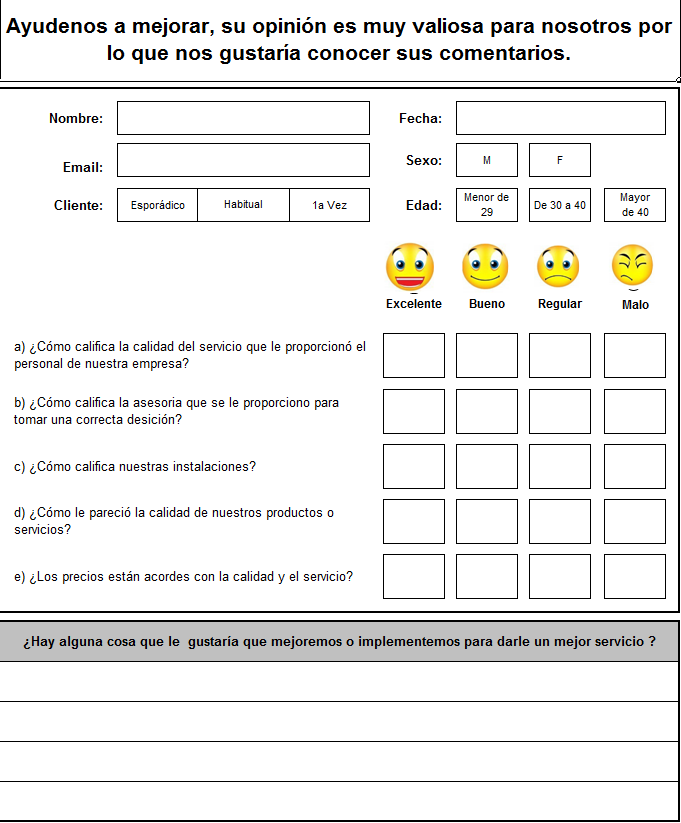 Ayudenos a mejorar, su opinión es muy valiosa para nosotros por
lo que nos gustaría conocer sus comentarios.
Nombre: Fecha:
Email: Sexo: M F
Cliente: Esporádico Habitual 1a Vez Edad: Menor de 29 De 30 a 40 Mayor de 40
Excelente Bueno Regular Malo
a) ¿Cómo califica la calidad del servicio que le proporcionó el
personal de nuestra empresa?
b) ¿Cómo califica la asesoria que se le proporciono para
tomar una correcta desición?
c) ¿Cómo califica nuestras instalaciones?
d) ¿Cómo le pareció la calidad de nuestros productos o
servicios?
e) ¿Los precios están acordes con la calidad y el servicio?
¿Hay alguna cosa que le  gustaría que mejoremos o implementemos para darle un mejor servicio ?